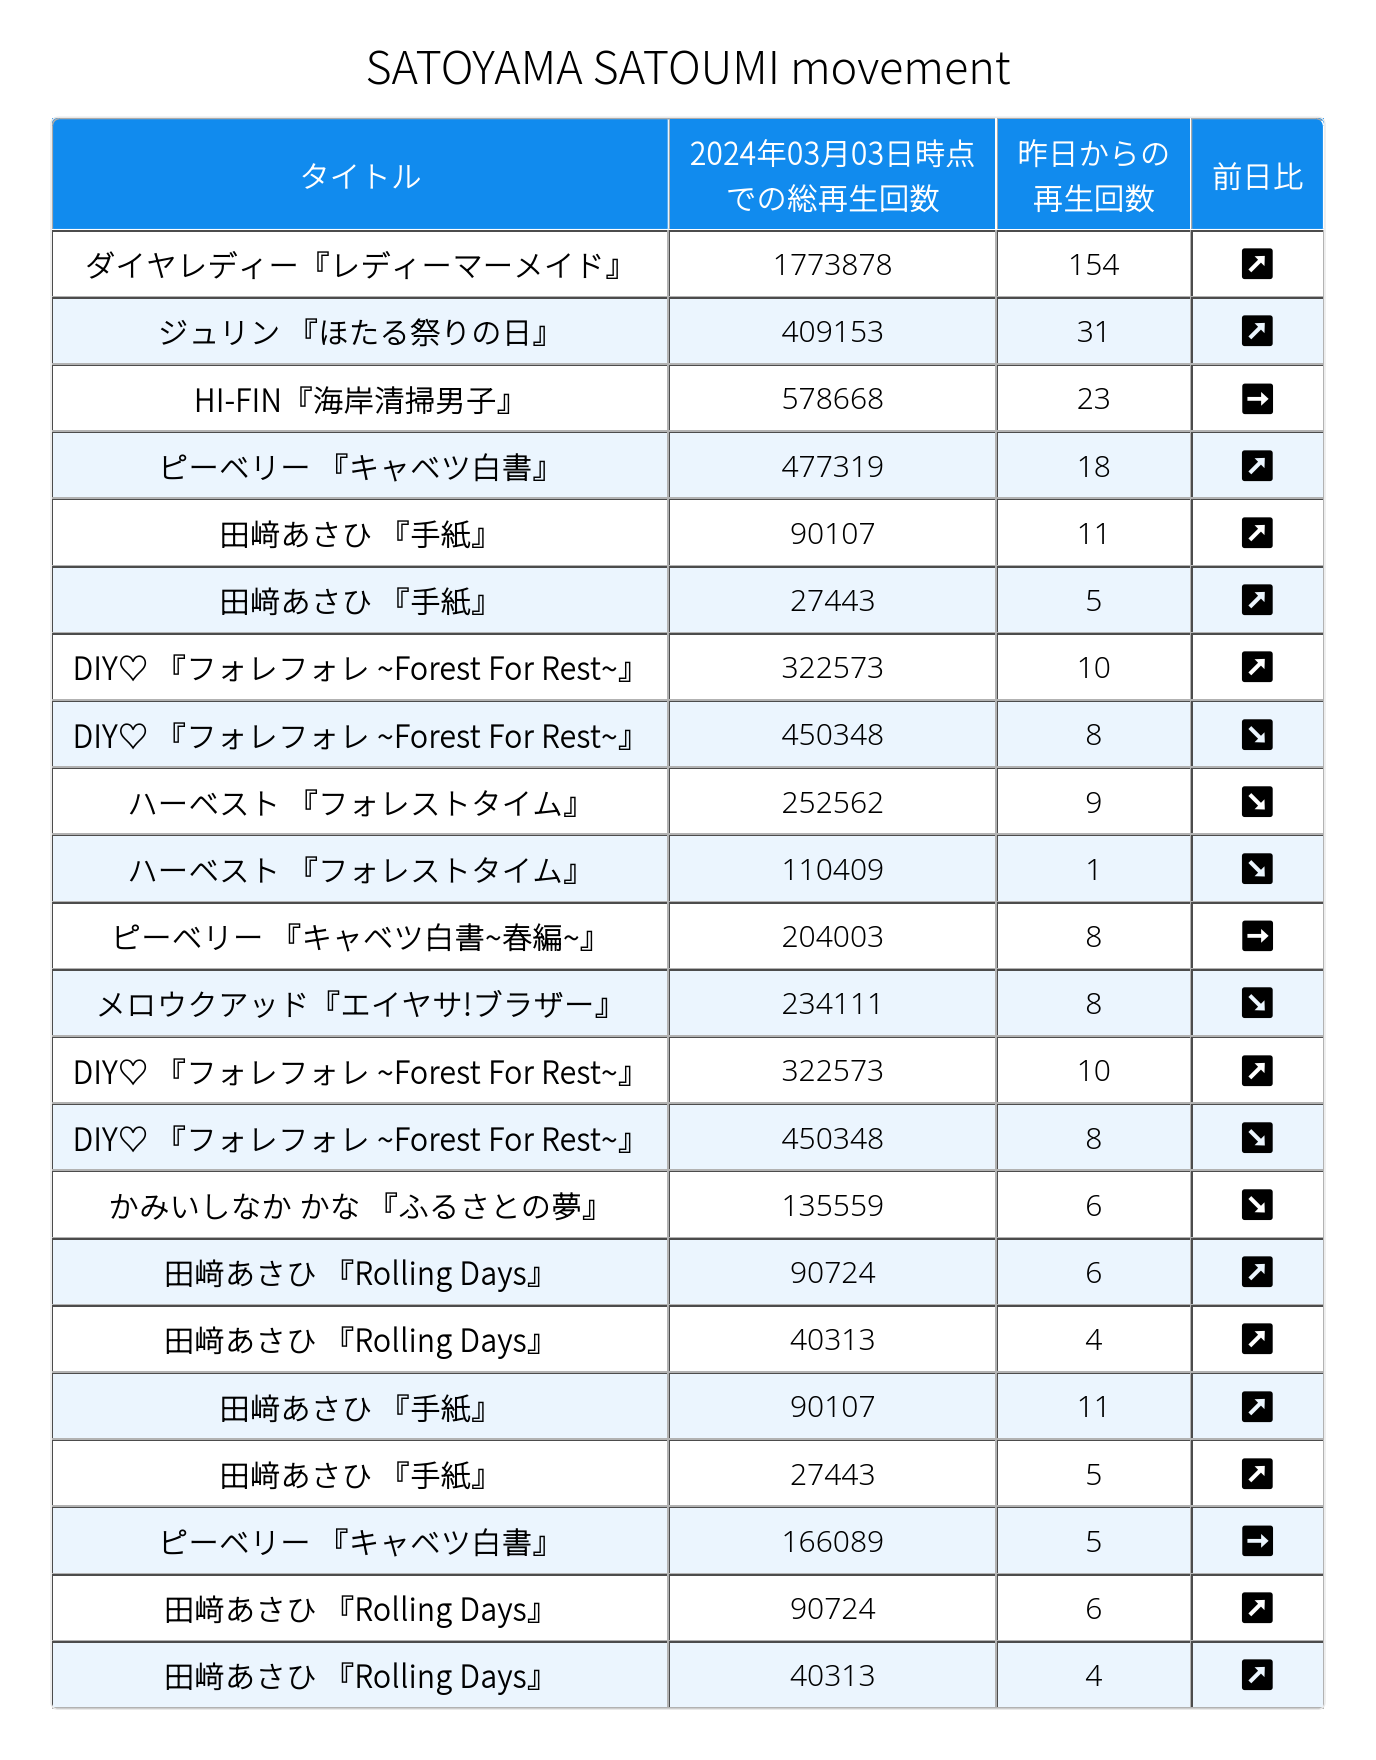 SATOYAMA SATOUMI movement
タイトル 2024年03月03日時点 昨日からの 前日比
での総再生回数 再生回数
ダイヤレディー『レディーマーメイド』 1773878 154 ↗
ジュリン 『ほたる祭りの日』 409153 31 ↗
HI-FIN『海岸清掃男子』 578668 23 →
ピーベリー 『キャベツ白書』 477319 18 ↗
田﨑あさひ 『手紙』 90107 11 ↗
田﨑あさひ 『手紙』 27443 5 ↗
DIY♡ 『フォレフォレ ~Forest For Rest~』 322573 10 ↗
DIY♡ 『フォレフォレ ~Forest For Rest~』 450348 8 ↘
ハーベスト 『フォレストタイム』 252562 9 ↘
ハーベスト 『フォレストタイム』 110409 1 ↘
ピーベリー 『キャベツ白書~春編~』 204003 8 →
メロウクアッド『エイヤサ!ブラザー』 234111 8 ↘
DIY♡ 『フォレフォレ ~Forest For Rest~』 322573 10 ↗
DIY♡ 『フォレフォレ ~Forest For Rest~』 450348 8 ↘
かみいしなか かな 『ふるさとの夢』 135559 6 ↘
田﨑あさひ 『Rolling Days』 90724 6 ↗
田﨑あさひ 『Rolling Days』 40313 4 ↗
田﨑あさひ 『手紙』 90107 11 ↗
田﨑あさひ 『手紙』 27443 5 ↗
ピーベリー 『キャベツ白書』 166089 5 →
田﨑あさひ 『Rolling Days』 90724 6 ↗
田﨑あさひ 『Rolling Days』 40313 4 ↗